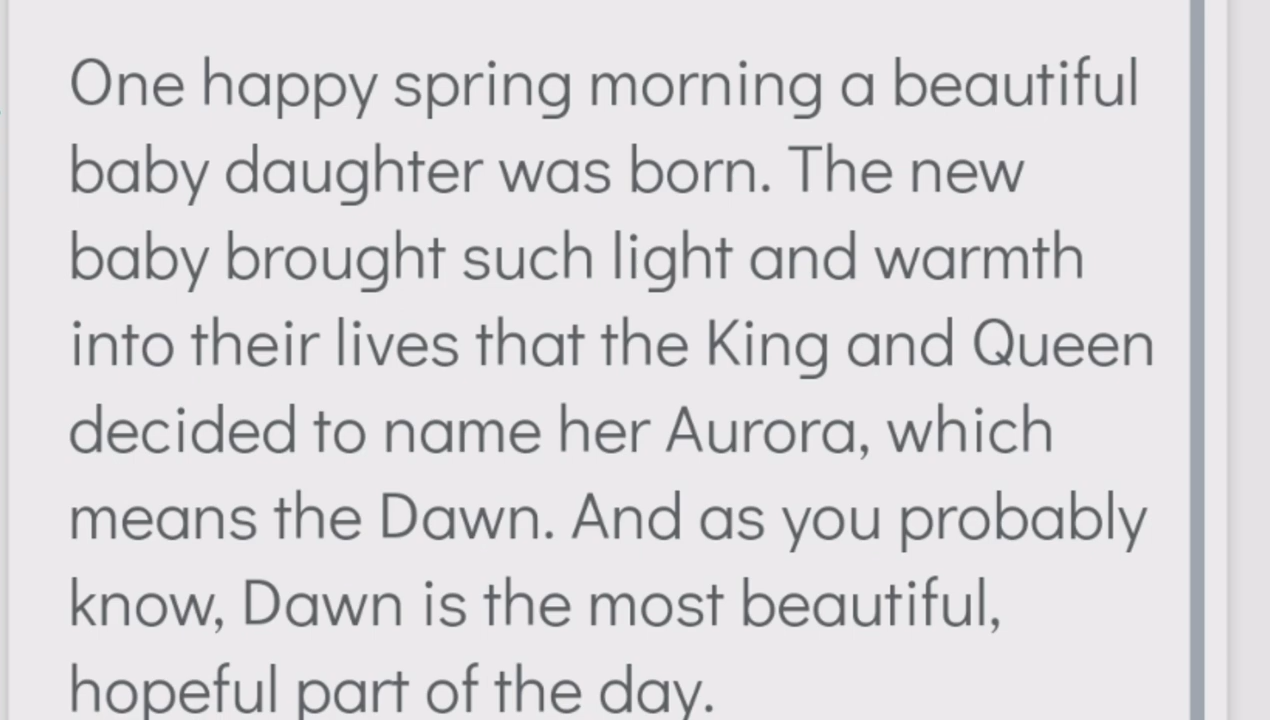 One happy spring morning a beautiful
baby daughter was born. The new
baby brought such light and warmth
into their lives that the King and Queen
decided to name her Aurora, which
means the Dawn. And as you probably
know, Dawn is the most beautiful,
hopeful part of the day.